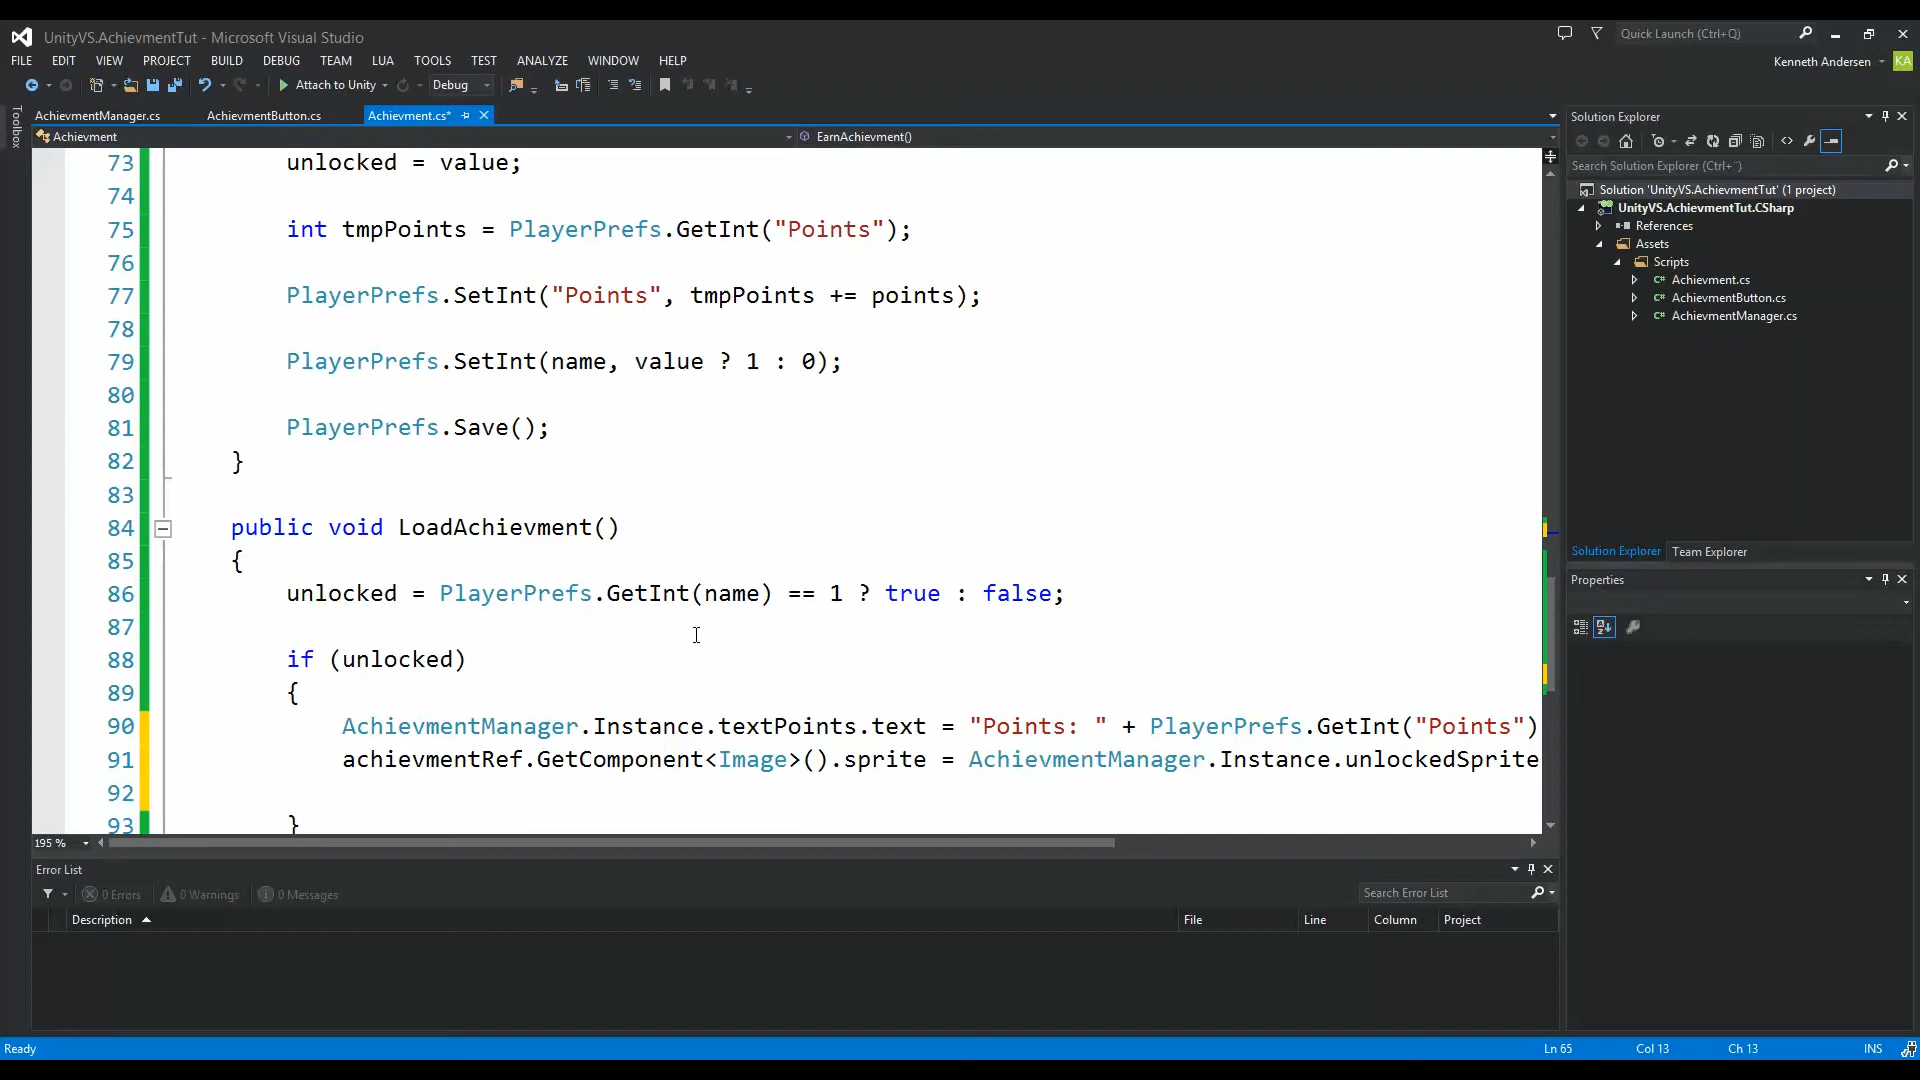 UnityVS.AchievmentTut - Microsoft Visual Studio
Quick Launch (Ctrl+Q)
FILE EDIT VIEW PROJECT BUILD DEBUG TEAM LUA TOOLS TEST ANALYZE WINDOW HELP
Kenneth Andersen KA
Attach to Unity Debug
Toolbox
AchievmentManager.cs AchievmentButton.cs Achievment.cs*
Achievment EarnAchievment()
73 unlocked = value;
74
75 int tmpPoints = PlayerPrefs.GetInt("Points");
76
77 PlayerPrefs.SetInt("Points", tmpPoints += points);
78
79 PlayerPrefs.SetInt(name, value ? 1 : 0);
80
81 PlayerPrefs.Save();
82 }
83
84 public void LoadAchievment()
85 {
86 unlocked = PlayerPrefs.GetInt(name) == 1 ? true : false;
87
88 if (unlocked)
89 {
90 AchievmentManager.Instance.textPoints.text = "Points: " + PlayerPrefs.GetInt("Points")
91 achievmentRef.GetComponent<Image>().sprite = AchievmentManager.Instance.unlockedSprite
92
93 }
195 %
Solution Explorer
Search Solution Explorer (Ctrl+¨)
Solution 'UnityVS.AchievmentTut' (1 project)
UnityVS.AchievmentTut.CSharp
References
Assets
Scripts
C# Achievment.cs
C# AchievmentButton.cs
C# AchievmentManager.cs
Solution Explorer Team Explorer
Properties
Error List
0 Errors 0 Warnings 0 Messages
Search Error List
Description File Line Column Project
Ready Ln 65 Col 13 Ch 13 INS